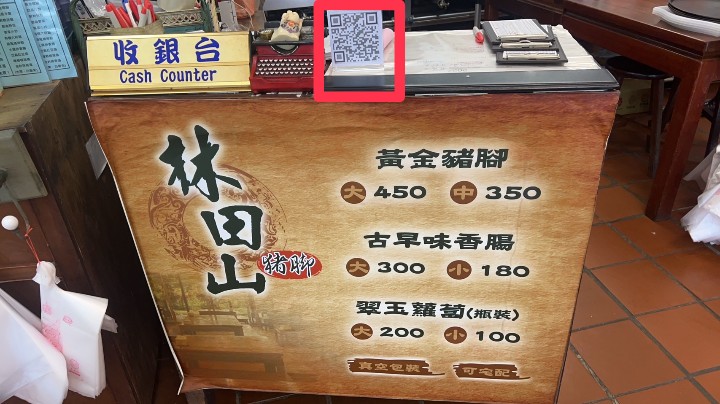 收銀台
Cash Counter
林田山
豬腳
黃金豬腳
大 450 中 350
古早味香腸
大 300 小 180
翠玉蘿蔔(瓶裝)
大 200 小 100
真空包裝 可宅配